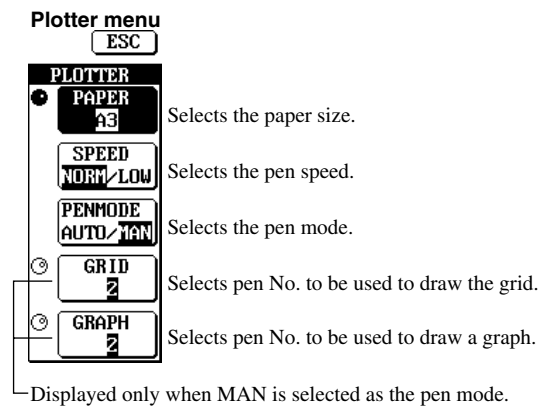 Plotter menu
ESC
PLOTTER
PAPER
A3
Selects the paper size.
SPEED
NORM/LOW
Selects the pen speed.
PENMODE
AUTO/MAN
Selects the pen mode.
GRID
2
Selects pen No. to be used to draw the grid.
GRAPH
2
Selects pen No. to be used to draw a graph.
Displayed only when MAN is selected as the pen mode.